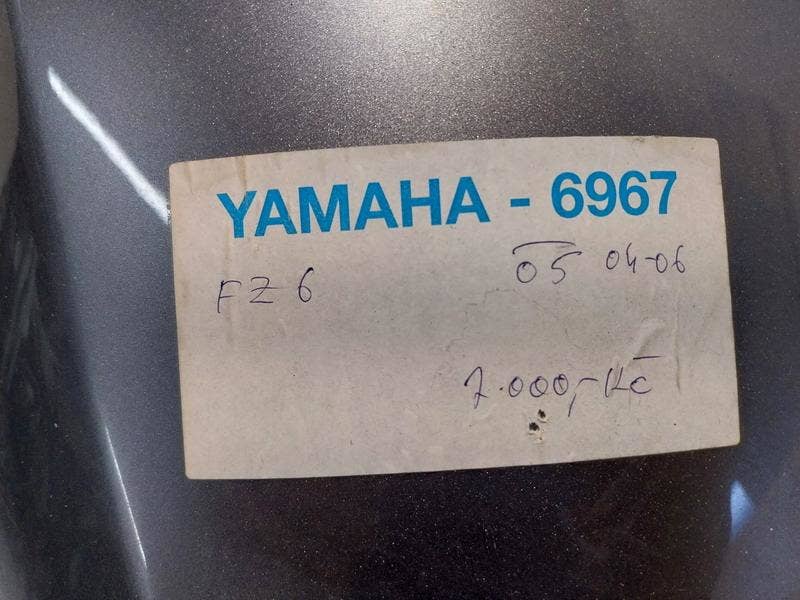 YAMAHA - 6967
FZ6 05 04-06
7.000,- Kč